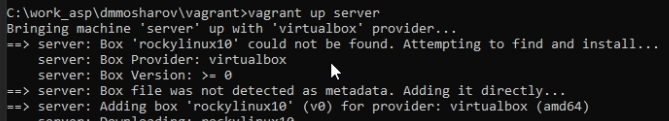 C:\work_asp\dmmosharov\vagrant>vagrant up server
Bringing machine 'server' up with 'virtualbox' provider...
==> server: Box 'rockylinux10' could not be found. Attempting to find and install...
    server: Box Provider: virtualbox
    server: Box Version: >= 0
==> server: Box file was not detected as metadata. Adding it directly...
==> server: Adding box 'rockylinux10' (v0) for provider: virtualbox (amd64)
    server: Downloading: rockylinux10